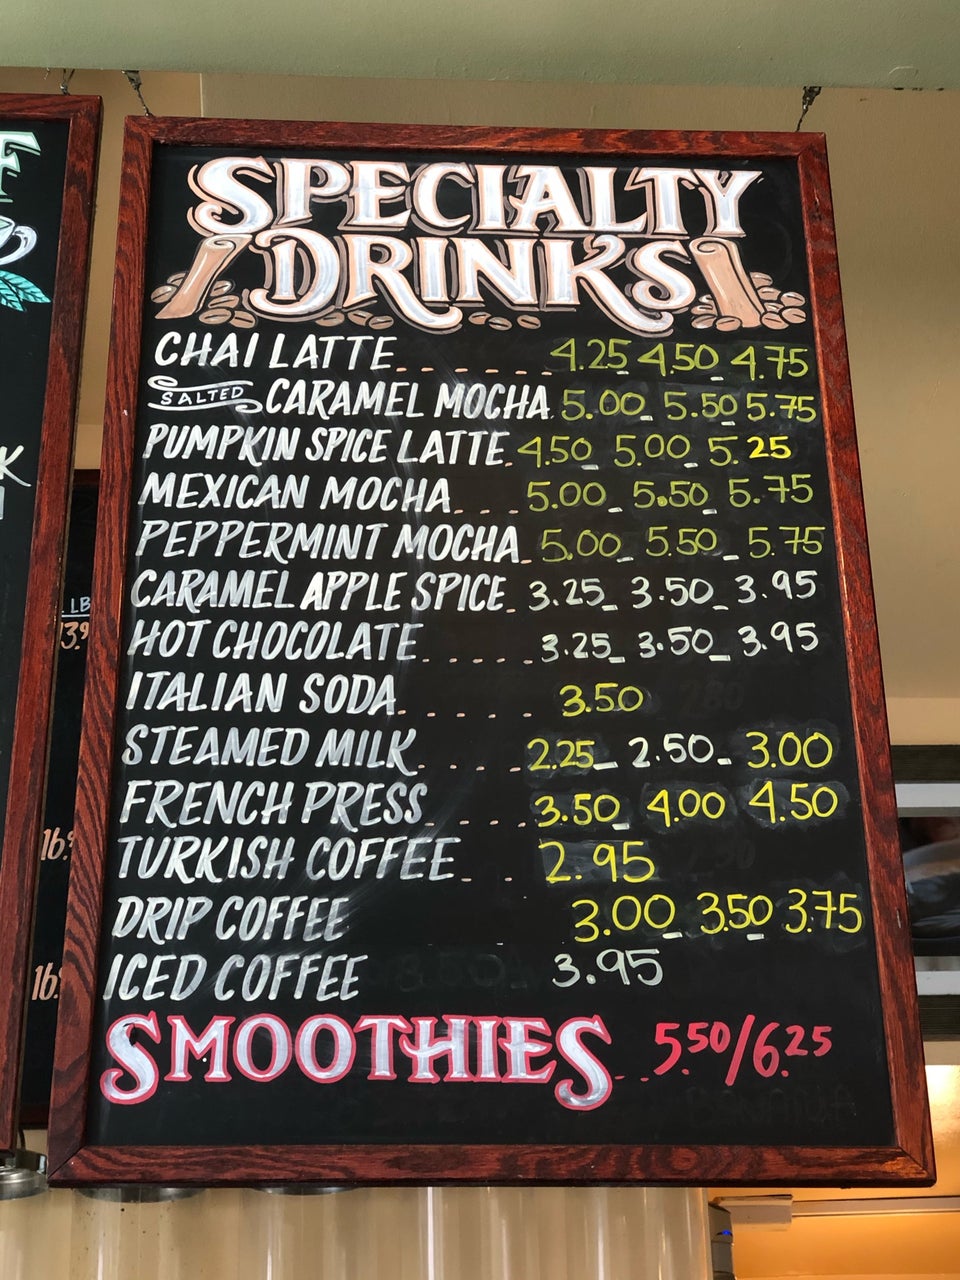 SPECIALTY
DRINKS
CHAI LATTE 4.25 4.50 4.75
SALTED CARAMEL MOCHA 5.00 5.50 5.75
PUMPKIN SPICE LATTE 4.50 5.00 5.25
MEXICAN MOCHA 5.00 5.50 5.75
PEPPERMINT MOCHA 5.00 5.50 5.75
CARAMEL APPLE SPICE 3.25 3.50 3.95
HOT CHOCOLATE 3.25 3.50 3.95
ITALIAN SODA 3.50
STEAMED MILK 2.25 2.50 3.00
FRENCH PRESS 3.50 4.00 4.50
TURKISH COFFEE 2.95
DRIP COFFEE 3.00 3.50 3.75
ICED COFFEE 3.95
SMOOTHIES 5.50/6.25